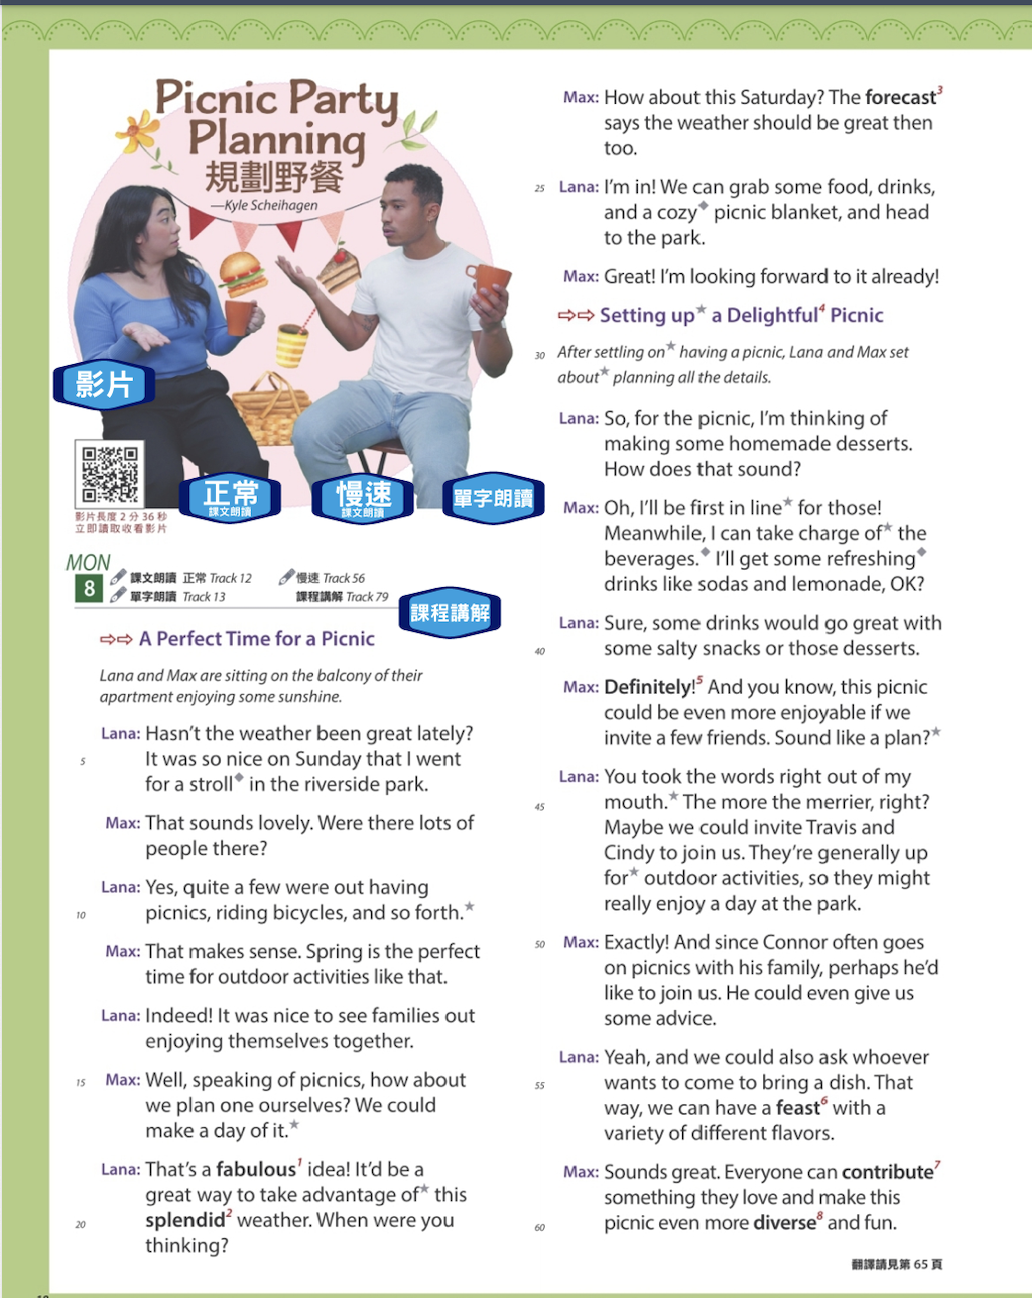 Picnic Party
Planning
規劃野餐
—Kyle Scheihagen
影片
影片長度 2 分 36 秒
立即讀取收看影片
正常
課文朗讀
慢速
課文朗讀
單字朗讀
MON
8
課文朗讀 正常 Track 12 慢速 Track 56
單字朗讀 Track 13 課程講解 Track 79
課程講解
⇨⇨ A Perfect Time for a Picnic
Lana and Max are sitting on the balcony of their
apartment enjoying some sunshine.
Lana: Hasn't the weather been great lately?
5 It was so nice on Sunday that I went
for a stroll◆ in the riverside park.
Max: That sounds lovely. Were there lots of
people there?
Lana: Yes, quite a few were out having
10 picnics, riding bicycles, and so forth.★
Max: That makes sense. Spring is the perfect
time for outdoor activities like that.
Lana: Indeed! It was nice to see families out
enjoying themselves together.
15 Max: Well, speaking of picnics, how about
we plan one ourselves? We could
make a day of it.★
Lana: That's a fabulous1 idea! It'd be a
great way to take advantage of★ this
20 splendid2 weather. When were you
thinking?
Max: How about this Saturday? The forecast3
says the weather should be great then
too.
25 Lana: I'm in! We can grab some food, drinks,
and a cozy◆ picnic blanket, and head
to the park.
Max: Great! I'm looking forward to it already!
⇨⇨ Setting up★ a Delightful4 Picnic
30 After settling on★ having a picnic, Lana and Max set
about★ planning all the details.
Lana: So, for the picnic, I'm thinking of
making some homemade desserts.
How does that sound?
Max: Oh, I'll be first in line★ for those!
Meanwhile, I can take charge of★ the
beverages.◆ I'll get some refreshing◆
drinks like sodas and lemonade, OK?
Lana: Sure, some drinks would go great with
40 some salty snacks or those desserts.
Max: Definitely!5 And you know, this picnic
could be even more enjoyable if we
invite a few friends. Sound like a plan?★
Lana: You took the words right out of my
45 mouth.★ The more the merrier, right?
Maybe we could invite Travis and
Cindy to join us. They're generally up
for★ outdoor activities, so they might
really enjoy a day at the park.
50 Max: Exactly! And since Connor often goes
on picnics with his family, perhaps he'd
like to join us. He could even give us
some advice.
Lana: Yeah, and we could also ask whoever
55 wants to come to bring a dish. That
way, we can have a feast6 with a
variety of different flavors.
Max: Sounds great. Everyone can contribute7
something they love and make this
60 picnic even more diverse8 and fun.
翻譯請見第 65 頁